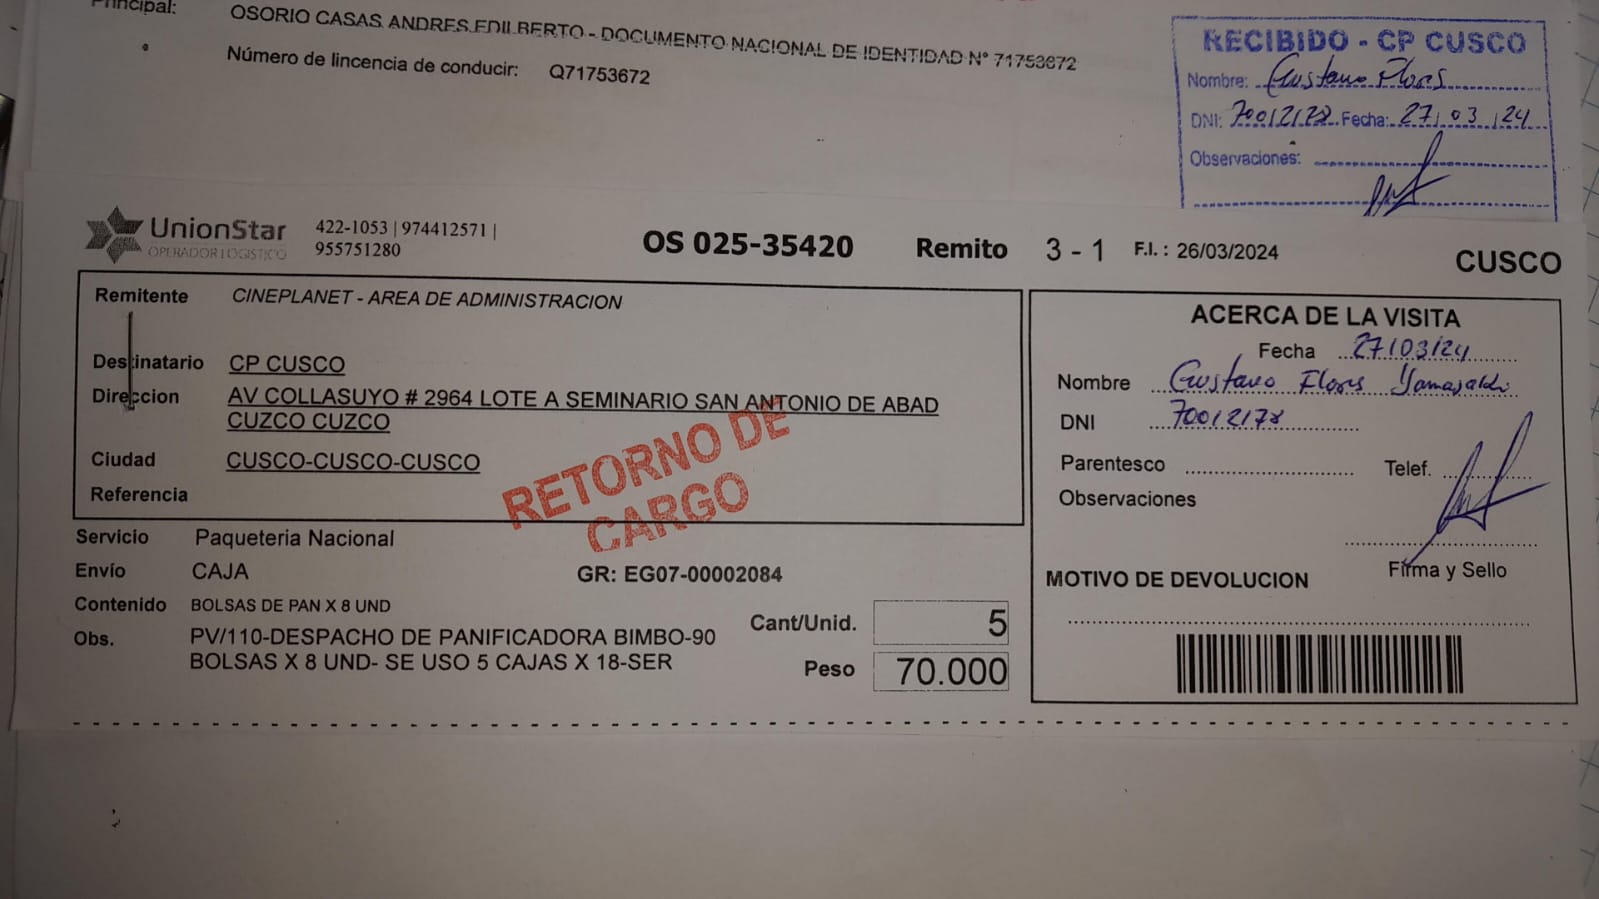 Principal:
OSORIO CASAS ANDRES EDILBERTO - DOCUMENTO NACIONAL DE IDENTIDAD N° 71753672
Número de lincencia de conducir: Q71753672
RECIBIDO - CP CUSCO
Nombre: Gustavo Flores
DNI: 70012178 Fecha: 27/03/24
Observaciones:
UnionStar
OPERADOR LOGISTICO
422-1053 | 974412571 |
955751280
OS 025-35420 Remito 3 - 1 F.I. : 26/03/2024 CUSCO
Remitente CINEPLANET - AREA DE ADMINISTRACION
Destinatario CP CUSCO
Direccion AV COLLASUYO # 2964 LOTE A SEMINARIO SAN ANTONIO DE ABAD
CUZCO CUZCO
Ciudad CUSCO-CUSCO-CUSCO
Referencia
RETORNO DE
CARGO
Servicio Paqueteria Nacional
Envío CAJA GR: EG07-00002084
Contenido BOLSAS DE PAN X 8 UND
Obs. PV/110-DESPACHO DE PANIFICADORA BIMBO-90
BOLSAS X 8 UND- SE USO 5 CAJAS X 18-SER
Cant/Unid. 5
Peso 70.000
ACERCA DE LA VISITA
Fecha 27/03/24
Nombre Gustavo Flores
DNI 70012178
Parentesco Telef.
Observaciones
Firma y Sello
MOTIVO DE DEVOLUCION